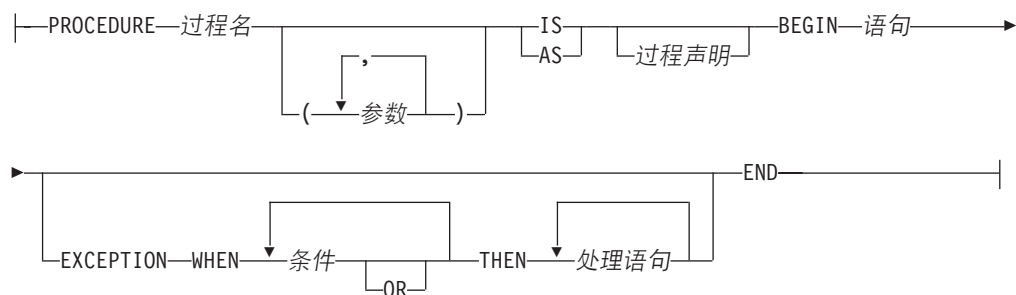 PROCEDURE 过程名 IS BEGIN 语句
AS 过程声明
,
( 参数 )
END
EXCEPTION WHEN 条件 THEN 处理语句
OR